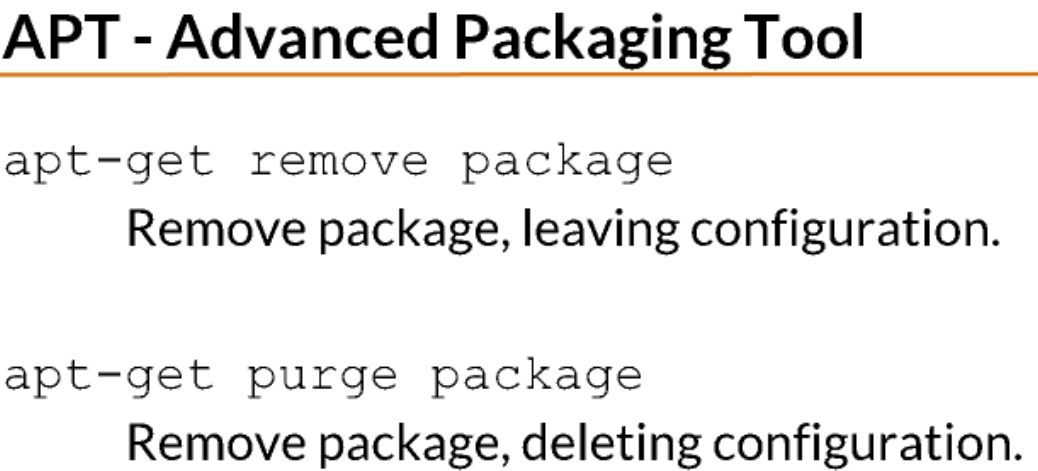 APT - Advanced Packaging Tool
apt-get remove package
Remove package, leaving configuration.
apt-get purge package
Remove package, deleting configuration.